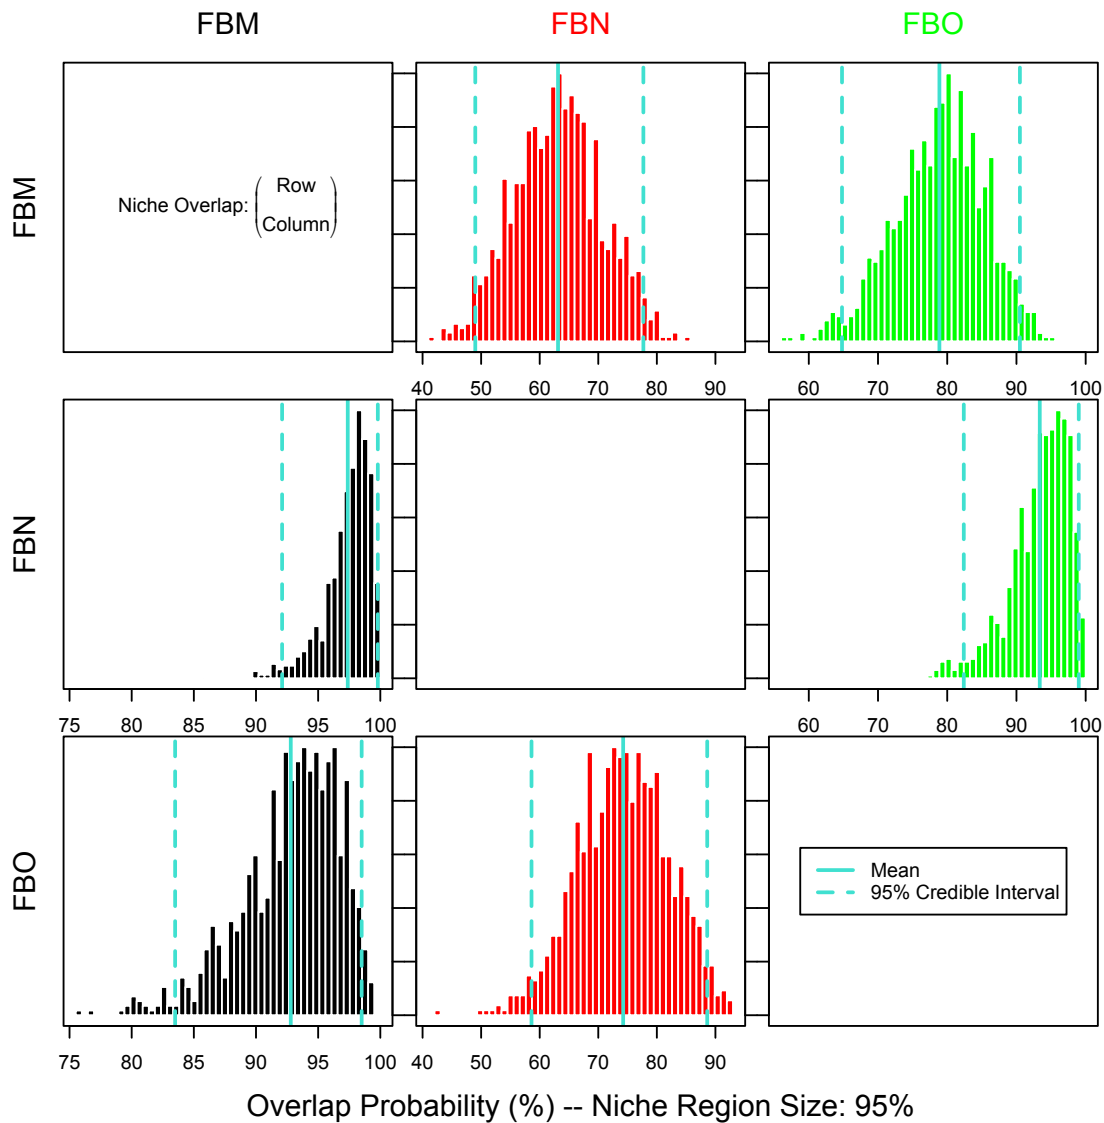 FBM FBN FBO
FBM
Niche Overlap: (Row
Column)
40 50 60 70 80 90
60 70 80 90 100
FBN
75 80 85 90 95 100
60 70 80 90 100
FBO
Mean
95% Credible Interval
75 80 85 90 95 100
40 50 60 70 80 90
Overlap Probability (%) -- Niche Region Size: 95%